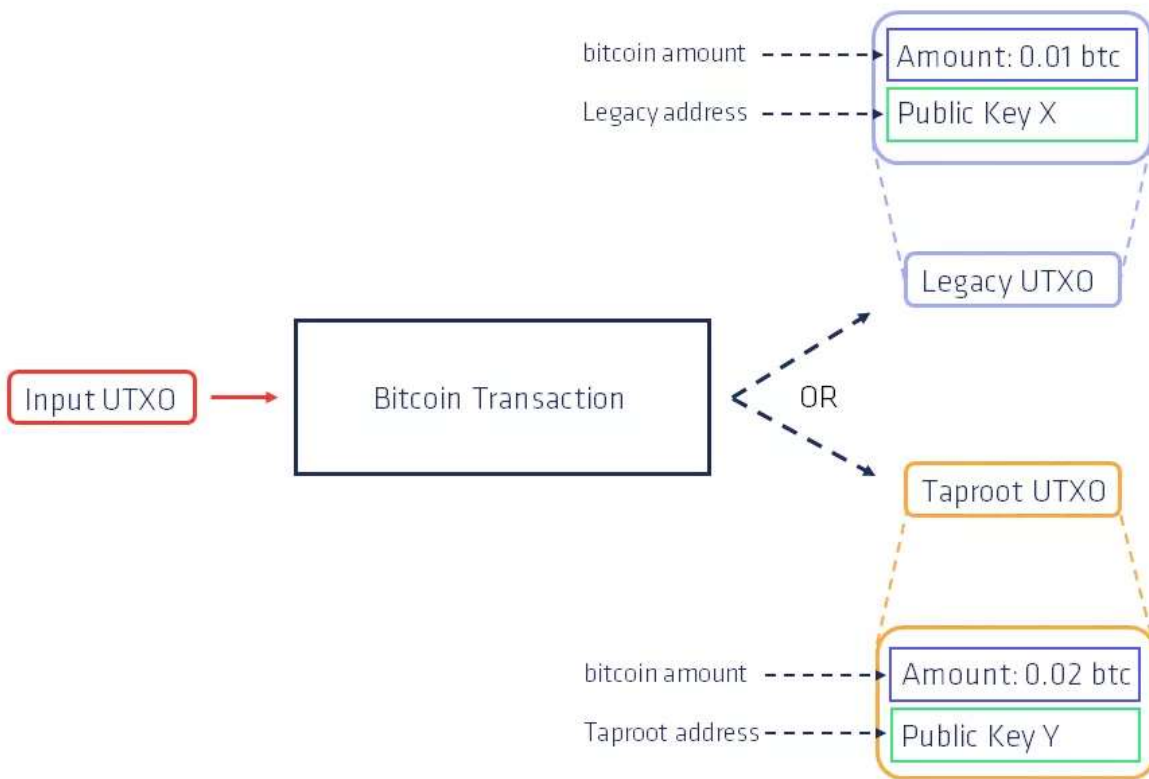 bitcoin amount
Amount: 0.01 btc
Legacy address
Public Key X
Legacy UTXO
Input UTXO
Bitcoin Transaction
OR
Taproot UTXO
bitcoin amount
Amount: 0.02 btc
Taproot address
Public Key Y